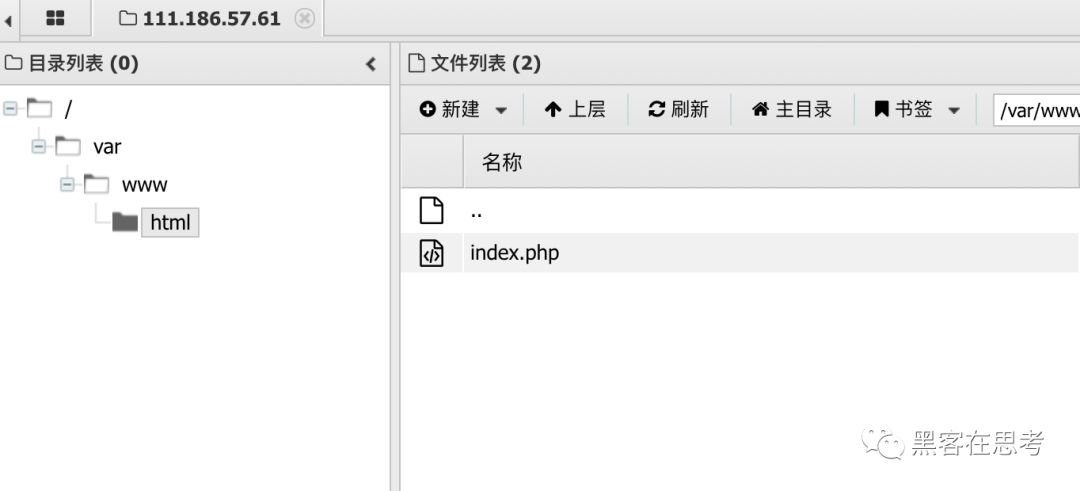 111.186.57.61
目录列表 (0)
文件列表 (2)
新建 上层 刷新 主目录 书签 /var/www
名称
/
var
www
html
..
index.php
黑客在思考